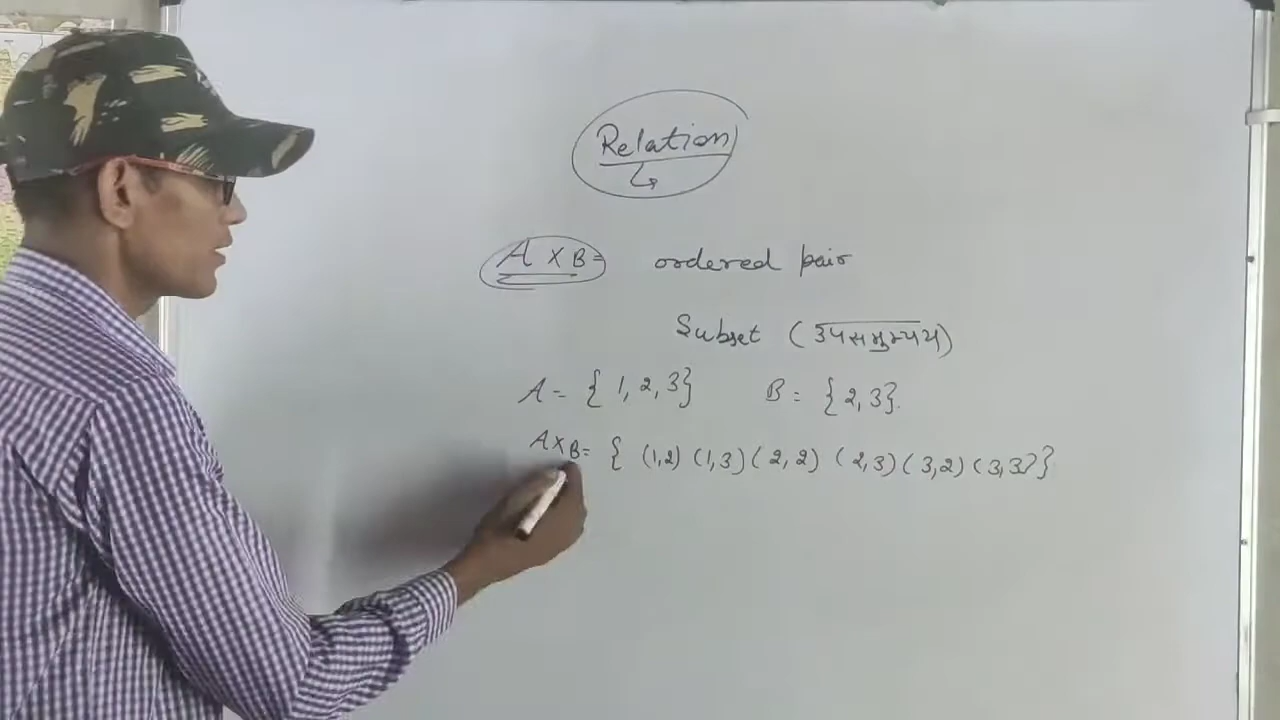 Relation
A × B = ordered pair
Subset (उपसमुच्चय)
A = { 1, 2, 3} B = {2, 3}.
A×B= { (1,2) (1,3) (2,2) (2,3) (3,2) (3,3) }